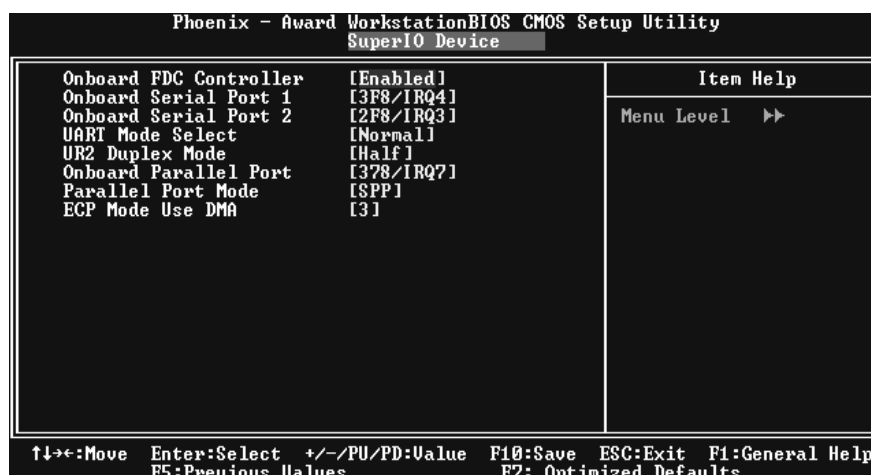 Phoenix - Award WorkstationBIOS CMOS Setup Utility
SuperIO Device
Onboard FDC Controller [Enabled]
Onboard Serial Port 1 [3F8/IRQ4]
Onboard Serial Port 2 [2F8/IRQ3]
UART Mode Select [Normal]
UR2 Duplex Mode [Half]
Onboard Parallel Port [378/IRQ7]
Parallel Port Mode [SPP]
ECP Mode Use DMA [3]
Item Help
Menu Level ▶▶
↑↓→←:Move Enter:Select +/-/PU/PD:Value F10:Save ESC:Exit F1:General Help
F5:Previous Values F7: Optimized Defaults